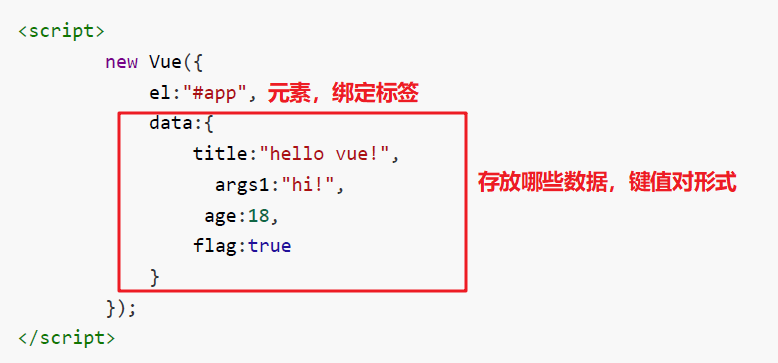 <script>
new Vue({
el:"#app", 元素，绑定标签
data:{
title:"hello vue!",
args1:"hi!",
存放哪些数据，键值对形式
age:18,
flag:true
}
});
</script>